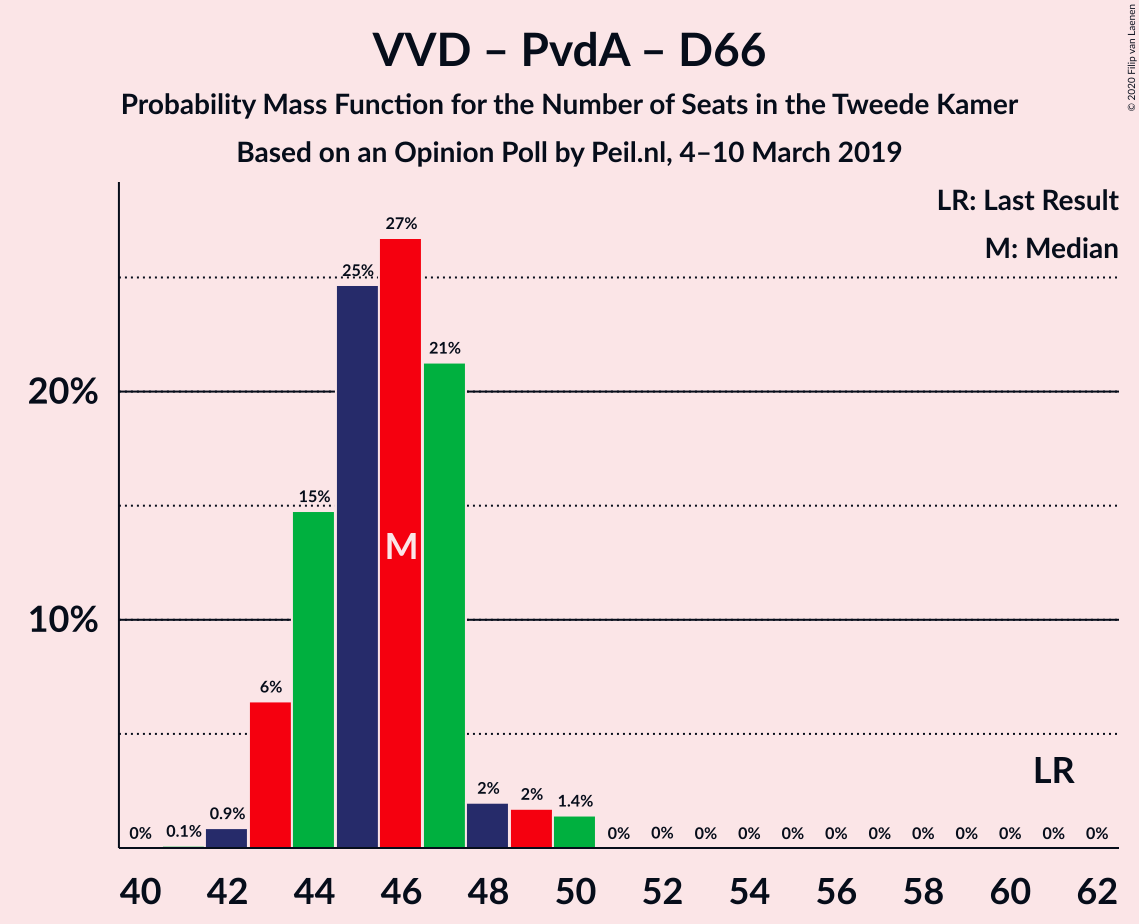 VVD – PvdA – D66
Probability Mass Function for the Number of Seats in the Tweede Kamer
Based on an Opinion Poll by Peil.nl, 4–10 March 2019
© 2020 Filip van Laenen
LR: Last Result
M: Median
20%
10%
0% 0.1% 0.9% 6% 15% 25% 27% 21% 2% 2% 1.4% 0% 0% 0% 0% 0% 0% 0% 0% 0% 0% 0% 0%
M
LR
40 42 44 46 48 50 52 54 56 58 60 62